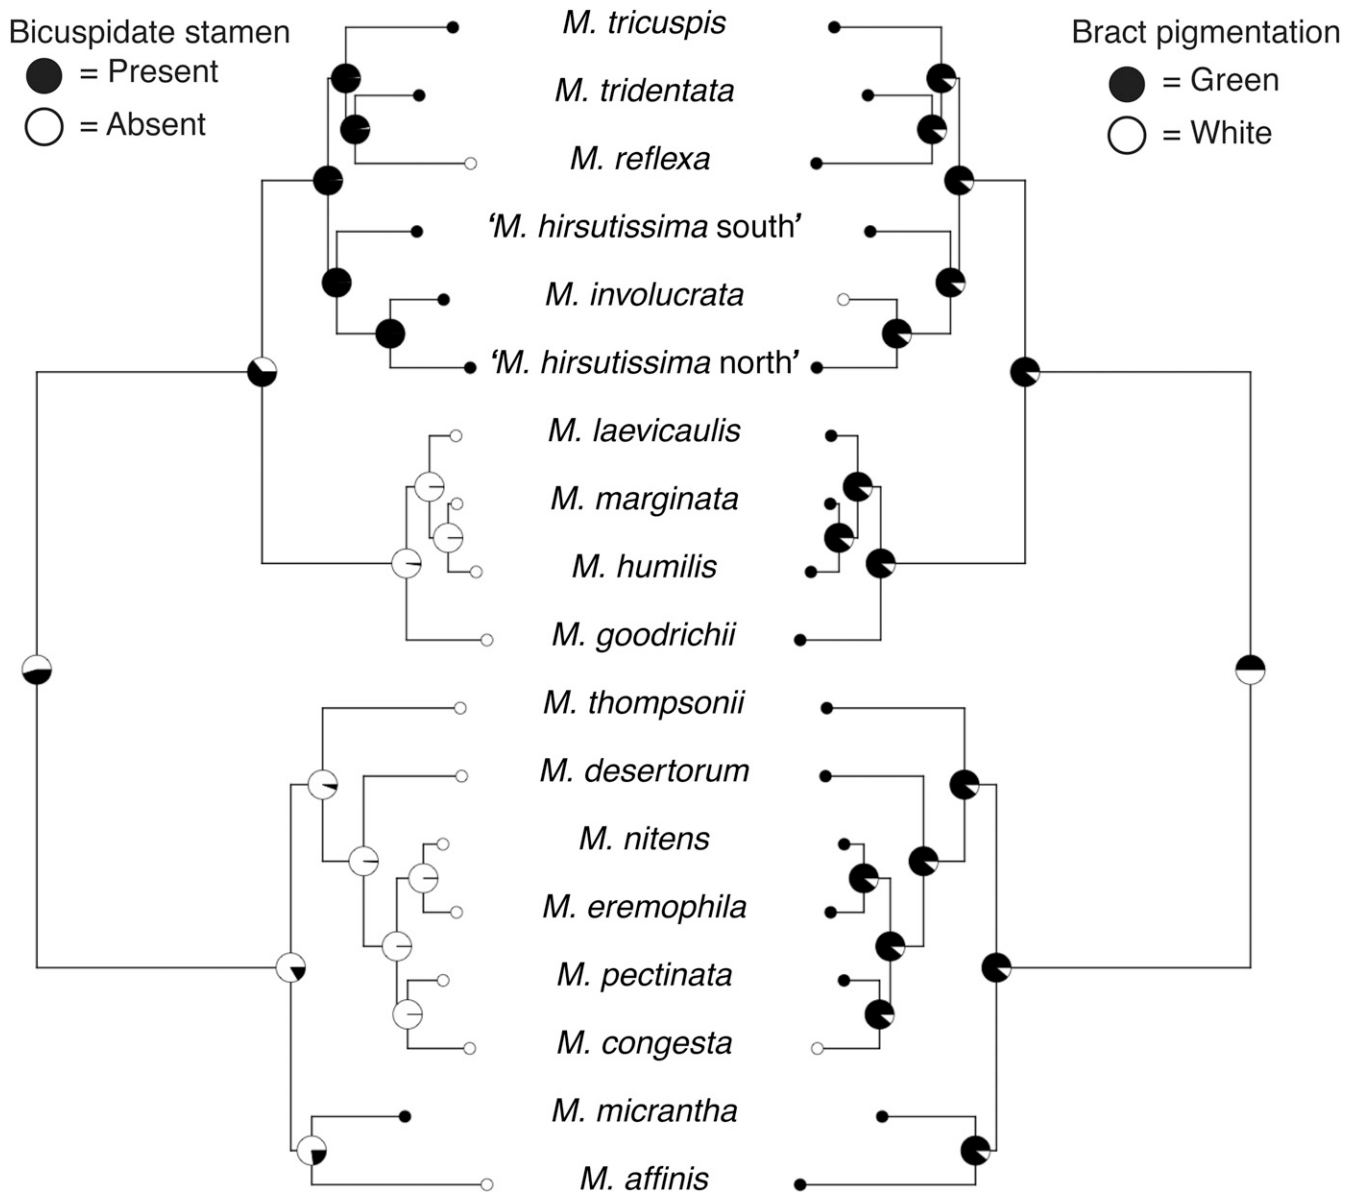 Bicuspidate stamen
= Present
= Absent
Bract pigmentation
= Green
= White
M. tricuspis
M. tridentata
M. reflexa
‘M. hirsutissima south’
M. involucrata
‘M. hirsutissima north’
M. laevicaulis
M. marginata
M. humilis
M. goodrichii
M. thompsonii
M. desertorum
M. nitens
M. eremophila
M. pectinata
M. congesta
M. micrantha
M. affinis